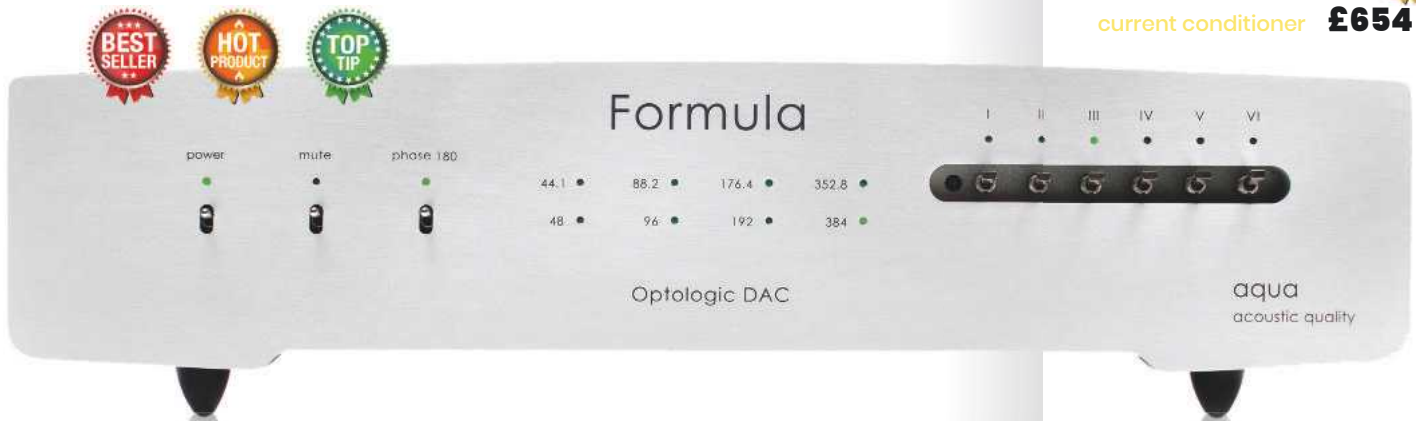 current conditioner £654
BEST
SELLER
HOT
PRODUCT
TOP
TIP
Formula
I II III IV V VI
power mute phase 180
44.1 88.2 176.4 352.8
48 96 192 384
Optologic DAC
aqua
acoustic quality